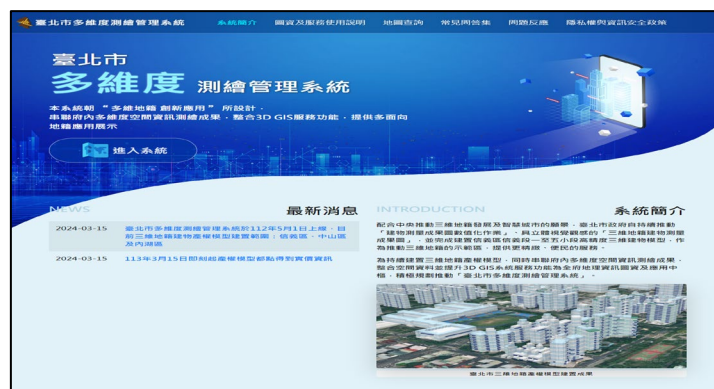 臺北市多維度測繪管理系統 系統簡介 圖資及服務使用說明 地圖查詢 常見問答集 問題反應 隱私權與資訊安全政策
臺北市
多維度 測繪管理系統
本系統朝 “多維地籍 創新應用” 所設計，
串聯府內多維度空間資訊測繪成果，整合3D GIS服務功能，提供多面向
地籍應用展示
進入系統
NEWS 最新消息
2024-03-15 臺北市多維度測繪管理系統於112年5月1日上線，目
前三維地籍建物產權模型建置範圍：信義區、中山區
及內湖區
2024-03-15 113年3月15日即刻起產權模型都點得到實價資訊
INTRODUCTION 系統簡介
配合中央推動三維地籍發展及智慧城市的願景，臺北市政府自持續推動
「建物測量成果圖數值化作業」，具立體視覺觀感的「三維地籍建物測量
成果圖」，並完成建置信義區信義段一至五小段高精度三維建物模型，作
為推動三維地籍的示範區，提供更精緻、便民的服務。
為持續建置三維地籍產權模型，同時串聯府內多維度空間資訊測繪成果，
整合空間資料並提升3D GIS系統服務功能為全府地理資訊圖資及應用中
樞，積極規劃推動「臺北市多維度測繪管理系統」。
臺北市三維地籍產權模型建置成果